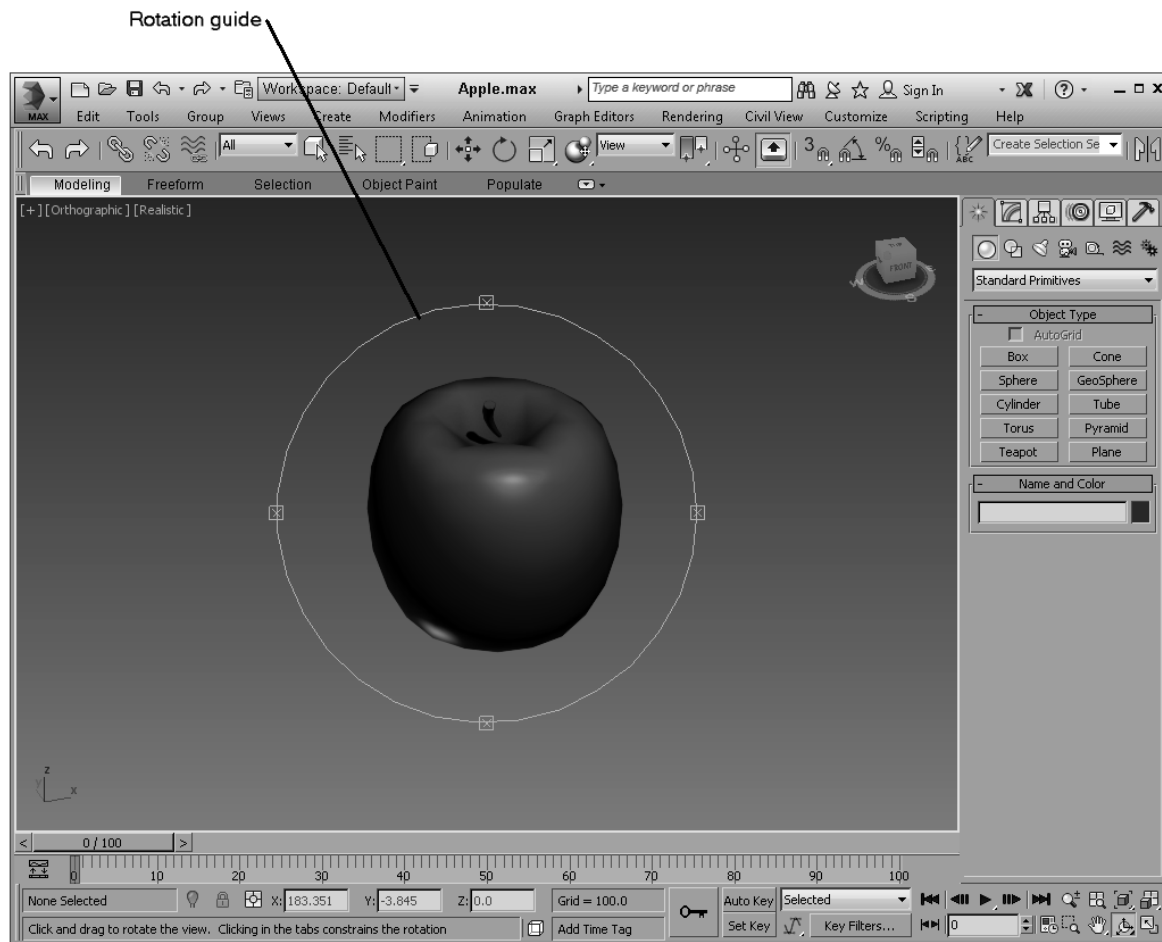 Rotation guide
MAX
Workspace: Default
Apple.max
Type a keyword or phrase
Sign In
Edit Tools Group Views Create Modifiers Animation Graph Editors Rendering Civil View Customize Scripting Help
All
View
3
%
ABC
Create Selection Se
Modeling Freeform Selection Object Paint Populate
[+][Orthographic][Realistic]
FRONT
W
Standard Primitives
- Object Type
AutoGrid
Box Cone
Sphere GeoSphere
Cylinder Tube
Torus Pyramid
Teapot Plane
- Name and Color
z
y
x
< 0 / 100 >
0 10 20 30 40 50 60 70 80 90 100
None Selected X: 183.351 Y: -3.845 Z: 0.0 Grid = 100.0 Auto Key Selected
Click and drag to rotate the view. Clicking in the tabs constrains the rotation Add Time Tag Set Key Key Filters... 0